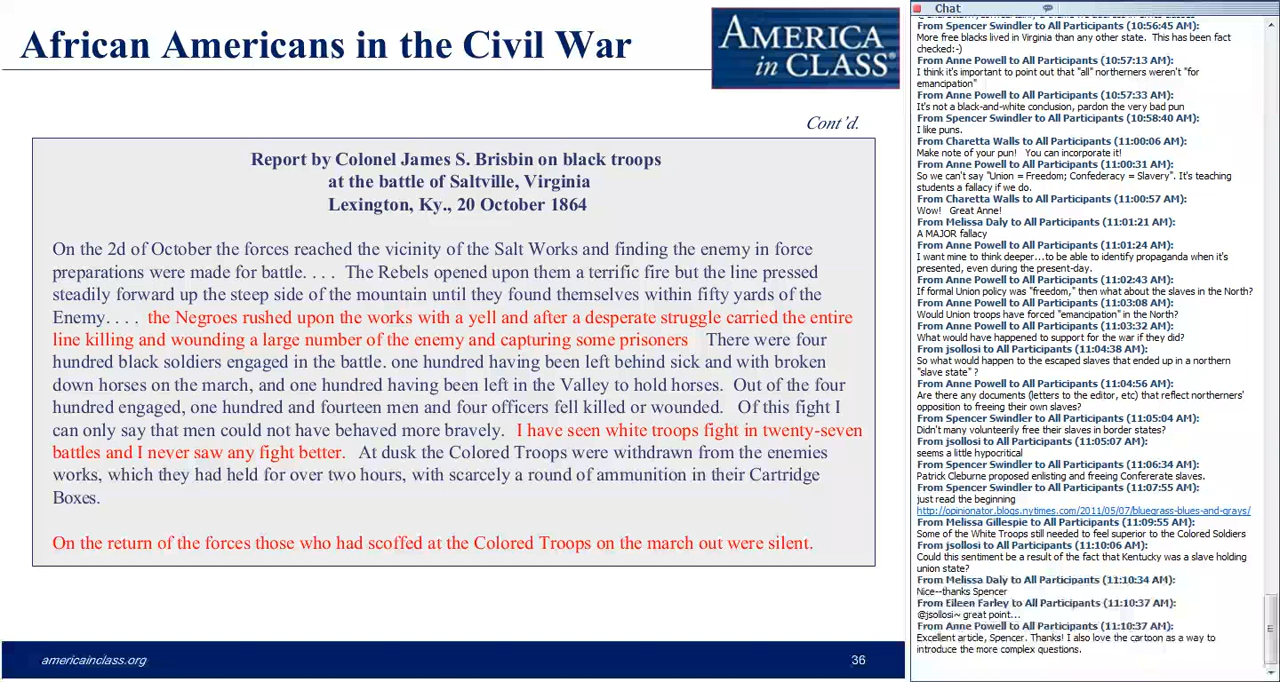 African Americans in the Civil War
AMERICA
in CLASS®
Cont'd.
Report by Colonel James S. Brisbin on black troops
at the battle of Saltville, Virginia
Lexington, Ky., 20 October 1864
On the 2d of October the forces reached the vicinity of the Salt Works and finding the enemy in force
preparations were made for battle. . . . The Rebels opened upon them a terrific fire but the line pressed
steadily forward up the steep side of the mountain until they found themselves within fifty yards of the
Enemy. . . . the Negroes rushed upon the works with a yell and after a desperate struggle carried the entire
line killing and wounding a large number of the enemy and capturing some prisoners There were four
hundred black soldiers engaged in the battle. one hundred having been left behind sick and with broken
down horses on the march, and one hundred having been left in the Valley to hold horses. Out of the four
hundred engaged, one hundred and fourteen men and four officers fell killed or wounded. Of this fight I
can only say that men could not have behaved more bravely. I have seen white troops fight in twenty-seven
battles and I never saw any fight better. At dusk the Colored Troops were withdrawn from the enemies
works, which they had held for over two hours, with scarcely a round of ammunition in their Cartridge
Boxes.
On the return of the forces those who had scoffed at the Colored Troops on the march out were silent.
americainclass.org
36
Chat
From Spencer Swindler to All Participants (10:56:45 AM):
More free blacks lived in Virginia than any other state. This has been fact
checked:-)
From Anne Powell to All Participants (10:57:13 AM):
I think it's important to point out that "all" northerners weren't "for
emancipation"
From Anne Powell to All Participants (10:57:33 AM):
It's not a black-and-white conclusion, pardon the very bad pun
From Spencer Swindler to All Participants (10:58:40 AM):
I like puns.
From Charetta Walls to All Participants (11:00:06 AM):
Make note of your pun! You can incorporate it!
From Anne Powell to All Participants (11:00:31 AM):
So we can't say "Union = Freedom; Confederacy = Slavery". It's teaching
students a fallacy if we do.
From Charetta Walls to All Participants (11:00:57 AM):
Wow! Great Anne!
From Melissa Daly to All Participants (11:01:21 AM):
A MAJOR fallacy
From Anne Powell to All Participants (11:01:24 AM):
I want mine to think deeper...to be able to identify propaganda when it's
presented, even during the present-day.
From Anne Powell to All Participants (11:02:43 AM):
If formal Union policy was "freedom," then what about the slaves in the North?
From Anne Powell to All Participants (11:03:08 AM):
Would Union troops have forced "emancipation" in the North?
From Anne Powell to All Participants (11:03:32 AM):
What would have happened to support for the war if they did?
From jsollosi to All Participants (11:04:38 AM):
So what would happen to the escaped slaves that ended up in a northern
"slave state" ?
From Anne Powell to All Participants (11:04:56 AM):
Are there any documents (letters to the editor, etc) that reflect northerners'
opposition to freeing their own slaves?
From Spencer Swindler to All Participants (11:05:04 AM):
Didn't many volunteerily free their slaves in border states?
From jsollosi to All Participants (11:05:07 AM):
seems a little hypocritical
From Spencer Swindler to All Participants (11:06:34 AM):
Patrick Cleburne proposed enlisting and freeing Conferate slaves.
From Spencer Swindler to All Participants (11:07:55 AM):
just read the beginning
http://opinionator.blogs.nytimes.com/2011/05/07/bluegrass-blues-and-grays/
From Melissa Gillespie to All Participants (11:09:55 AM):
Some of the White Troops still needed to feel superior to the Colored Soldiers
From jsollosi to All Participants (11:10:06 AM):
Could this sentiment be a result of the fact that Kentucky was a slave holding
union state?
From Melissa Daly to All Participants (11:10:34 AM):
Nice--thanks Spencer
From Eileen Farley to All Participants (11:10:37 AM):
@jsollosi~ great point...
From Anne Powell to All Participants (11:10:37 AM):
Excellent article, Spencer. Thanks! I also love the cartoon as a way to
introduce the more complex questions.